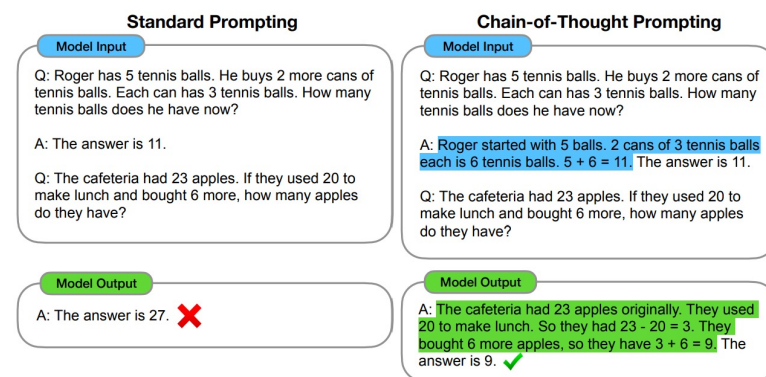 Standard Prompting
Model Input
Q: Roger has 5 tennis balls. He buys 2 more cans of
tennis balls. Each can has 3 tennis balls. How many
tennis balls does he have now?
A: The answer is 11.
Q: The cafeteria had 23 apples. If they used 20 to
make lunch and bought 6 more, how many apples
do they have?
Model Output
A: The answer is 27.
Chain-of-Thought Prompting
Model Input
Q: Roger has 5 tennis balls. He buys 2 more cans of
tennis balls. Each can has 3 tennis balls. How many
tennis balls does he have now?
A: Roger started with 5 balls. 2 cans of 3 tennis balls
each is 6 tennis balls. 5 + 6 = 11. The answer is 11.
Q: The cafeteria had 23 apples. If they used 20 to
make lunch and bought 6 more, how many apples
do they have?
Model Output
A: The cafeteria had 23 apples originally. They used
20 to make lunch. So they had 23 - 20 = 3. They
bought 6 more apples, so they have 3 + 6 = 9. The
answer is 9.